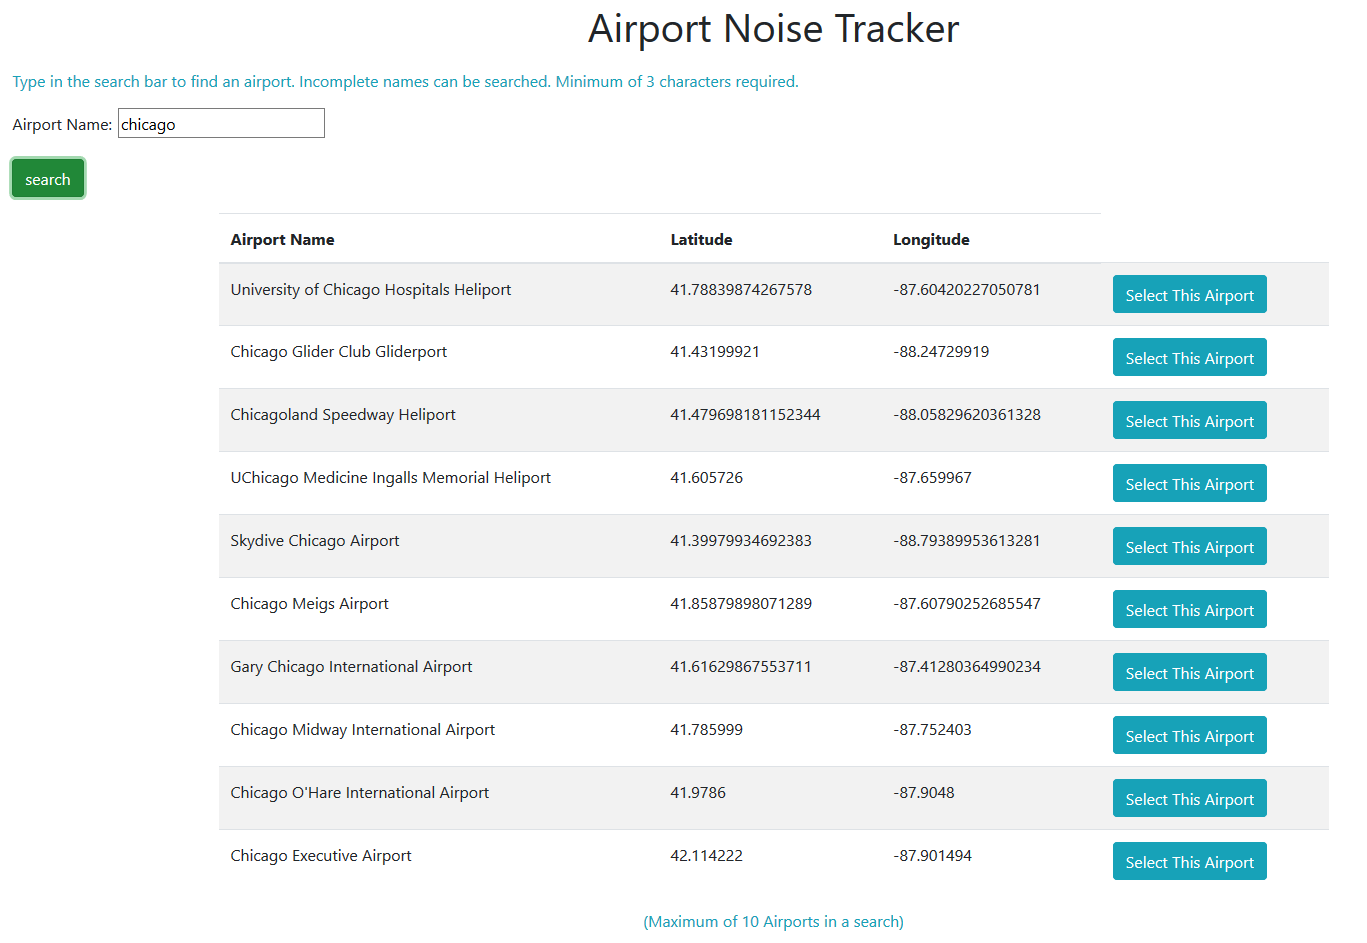 Airport Noise Tracker
Type in the search bar to find an airport. Incomplete names can be searched. Minimum of 3 characters required.
Airport Name: chicago
search
Airport Name Latitude Longitude
University of Chicago Hospitals Heliport 41.78839874267578 -87.60420227050781 Select This Airport
Chicago Glider Club Gliderport 41.43199921 -88.24729919 Select This Airport
Chicagoland Speedway Heliport 41.479698181152344 -88.05829620361328 Select This Airport
UChicago Medicine Ingalls Memorial Heliport 41.605726 -87.659967 Select This Airport
Skydive Chicago Airport 41.39979934692383 -88.79389953613281 Select This Airport
Chicago Meigs Airport 41.85879898071289 -87.60790252685547 Select This Airport
Gary Chicago International Airport 41.61629867553711 -87.41280364990234 Select This Airport
Chicago Midway International Airport 41.785999 -87.752403 Select This Airport
Chicago O'Hare International Airport 41.9786 -87.9048 Select This Airport
Chicago Executive Airport 42.114222 -87.901494 Select This Airport
(Maximum of 10 Airports in a search)